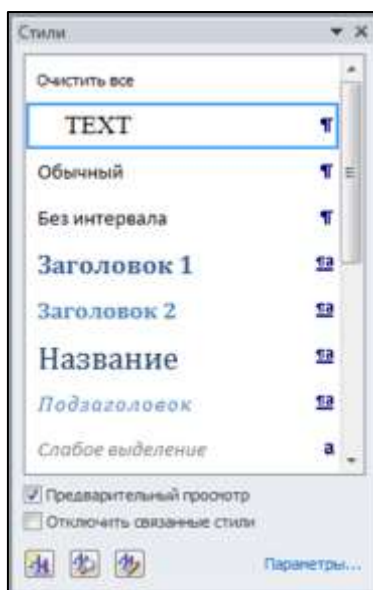 Стили
Очистить все
TEXT ¶
Обычный ¶
Без интервала ¶
Заголовок 1 ¶a
Заголовок 2 ¶a
Название ¶a
Подзаголовок ¶a
Слабое выделение a
Предварительный просмотр
Отключить связанные стили
Параметры...